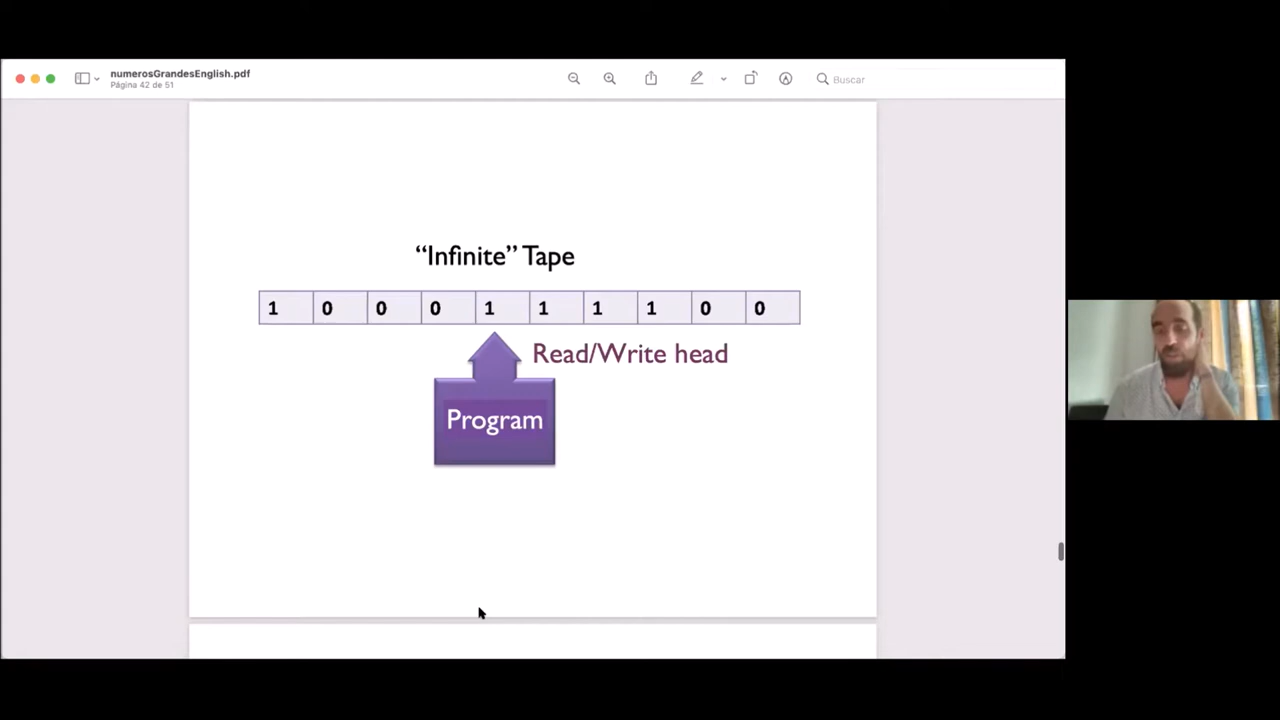 numerosGrandesEnglish.pdf
Página 42 de 51
Buscar
“Infinite” Tape
1 0 0 0 1 1 1 1 0 0
Read/Write head
Program